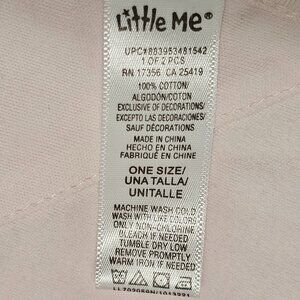 Little Me®
UPC#883953481542
1 OF 2 PCS
RN 17356 CA 25419
100% COTTON/
ALGODÓN/COTON
EXCLUSIVE OF DECORATIONS/
EXCEPTO LAS DECORACIONES/
SAUF DÉCORATIONS
MADE IN CHINA
HECHO EN CHINA
FABRIQUÉ EN CHINE
ONE SIZE/
UNA TALLA/
UNITALLE
MACHINE WASH COLD
WASH WITH LIKE COLORS
ONLY NON-CHLORINE
BLEACH IF NEEDED
TUMBLE DRY LOW
REMOVE PROMPTLY
WARM IRON IF NEEDED